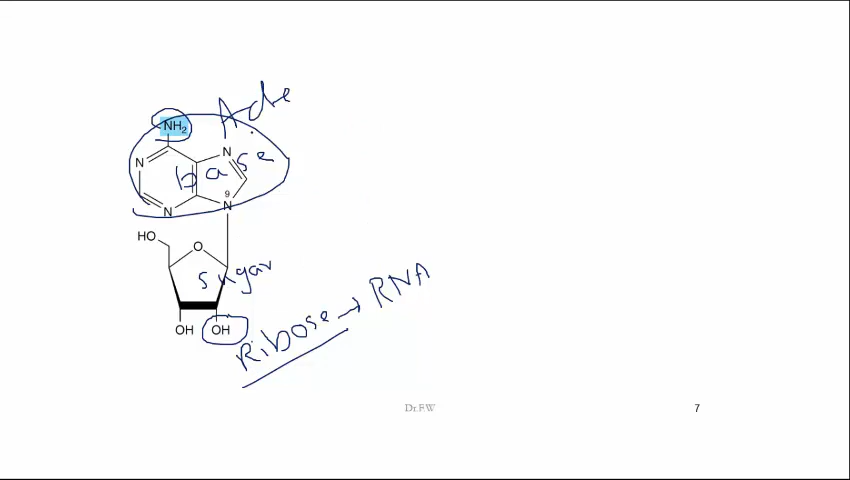 Ade
NH2
N
N
base
9
N
N
HO
O
sugar
OH
OH
Ribose → RNA
Dr.F.W
7